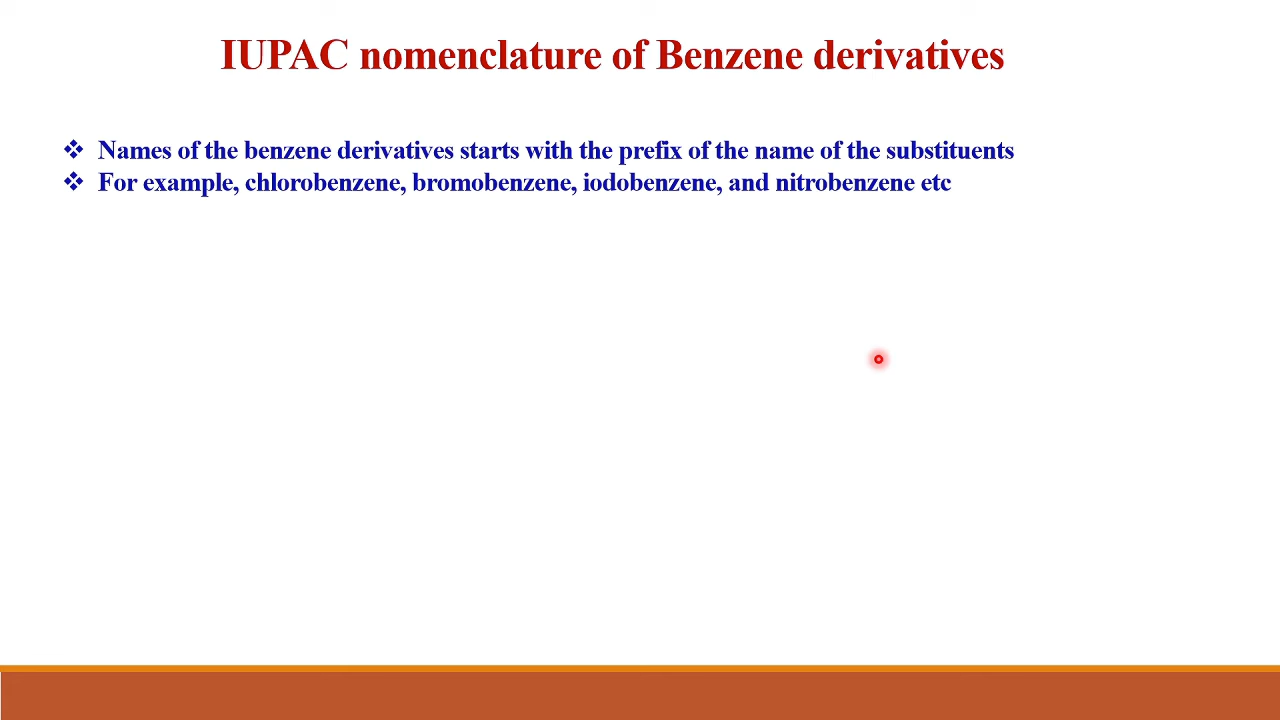 IUPAC nomenclature of Benzene derivatives
❖ Names of the benzene derivatives starts with the prefix of the name of the substituents
❖ For example, chlorobenzene, bromobenzene, iodobenzene, and nitrobenzene etc